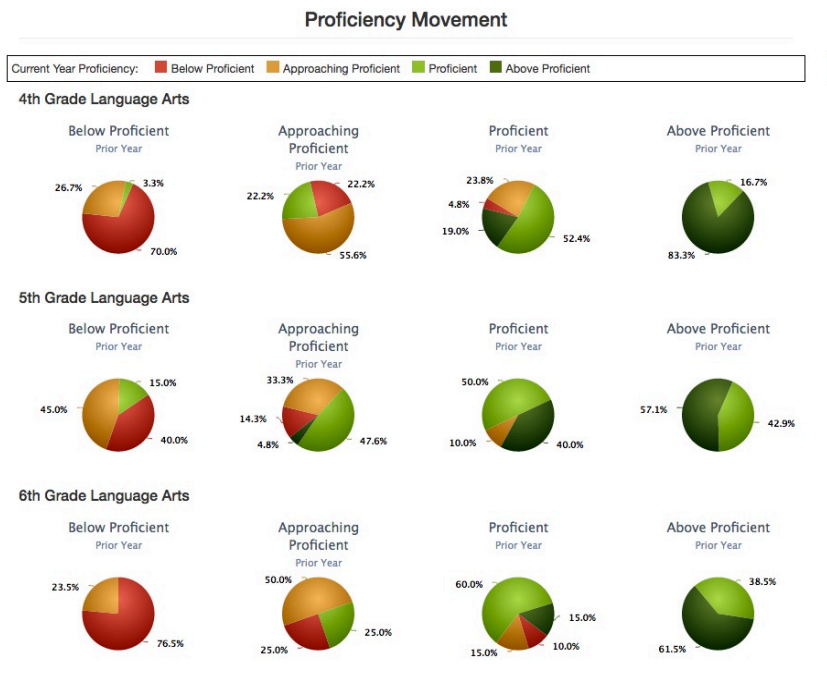 Proficiency Movement
Current Year Proficiency: Below Proficient Approaching Proficient Proficient Above Proficient
4th Grade Language Arts
Below Proficient
Prior Year
26.7%
3.3%
70.0%
Approaching
Proficient
Prior Year
22.2%
22.2%
55.6%
Proficient
Prior Year
23.8%
4.8%
19.0%
52.4%
Above Proficient
Prior Year
16.7%
83.3%
5th Grade Language Arts
Below Proficient
Prior Year
15.0%
45.0%
40.0%
Approaching
Proficient
Prior Year
33.3%
14.3%
4.8%
47.6%
Proficient
Prior Year
50.0%
10.0%
40.0%
Above Proficient
Prior Year
57.1%
42.9%
6th Grade Language Arts
Below Proficient
Prior Year
23.5%
76.5%
Approaching
Proficient
Prior Year
50.0%
25.0%
25.0%
Proficient
Prior Year
60.0%
15.0%
10.0%
15.0%
Above Proficient
Prior Year
38.5%
61.5%